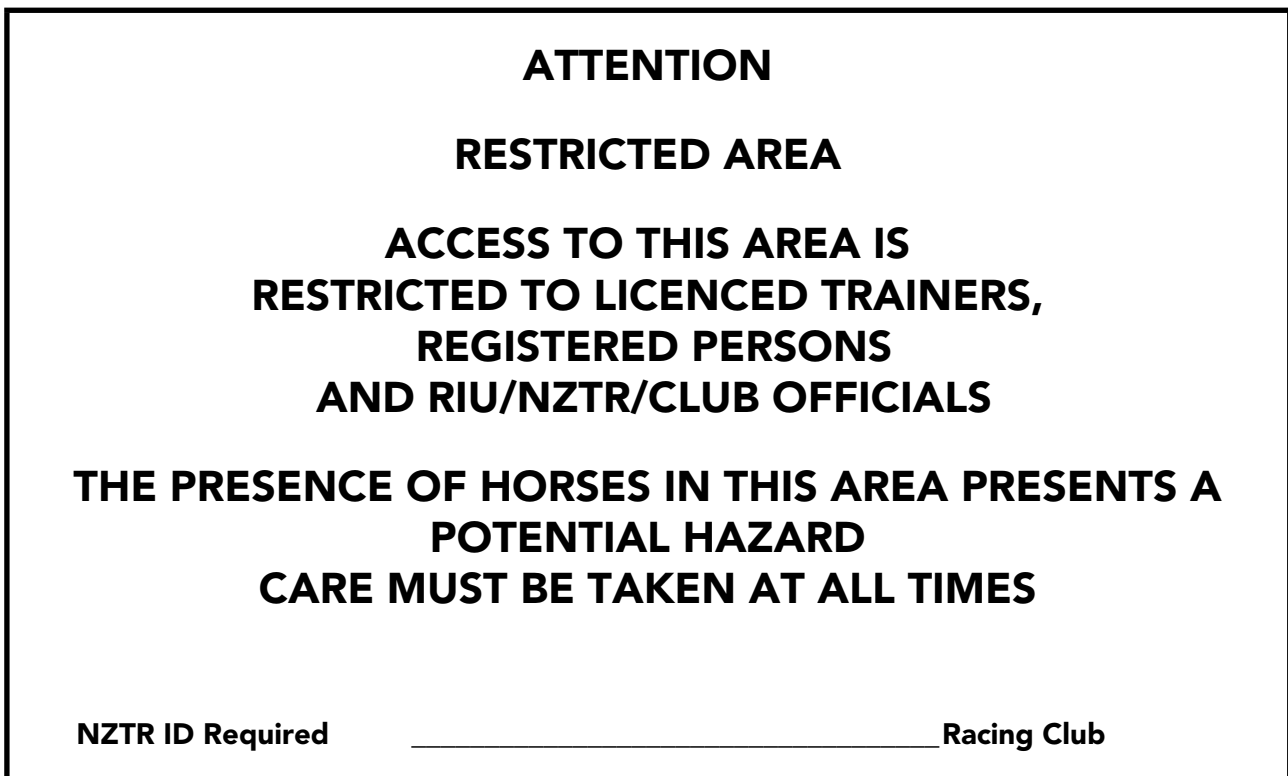 ATTENTION
RESTRICTED AREA
ACCESS TO THIS AREA IS
RESTRICTED TO LICENCED TRAINERS,
REGISTERED PERSONS
AND RIU/NZTR/CLUB OFFICIALS
THE PRESENCE OF HORSES IN THIS AREA PRESENTS A
POTENTIAL HAZARD
CARE MUST BE TAKEN AT ALL TIMES
NZTR ID Required ____________________________________Racing Club